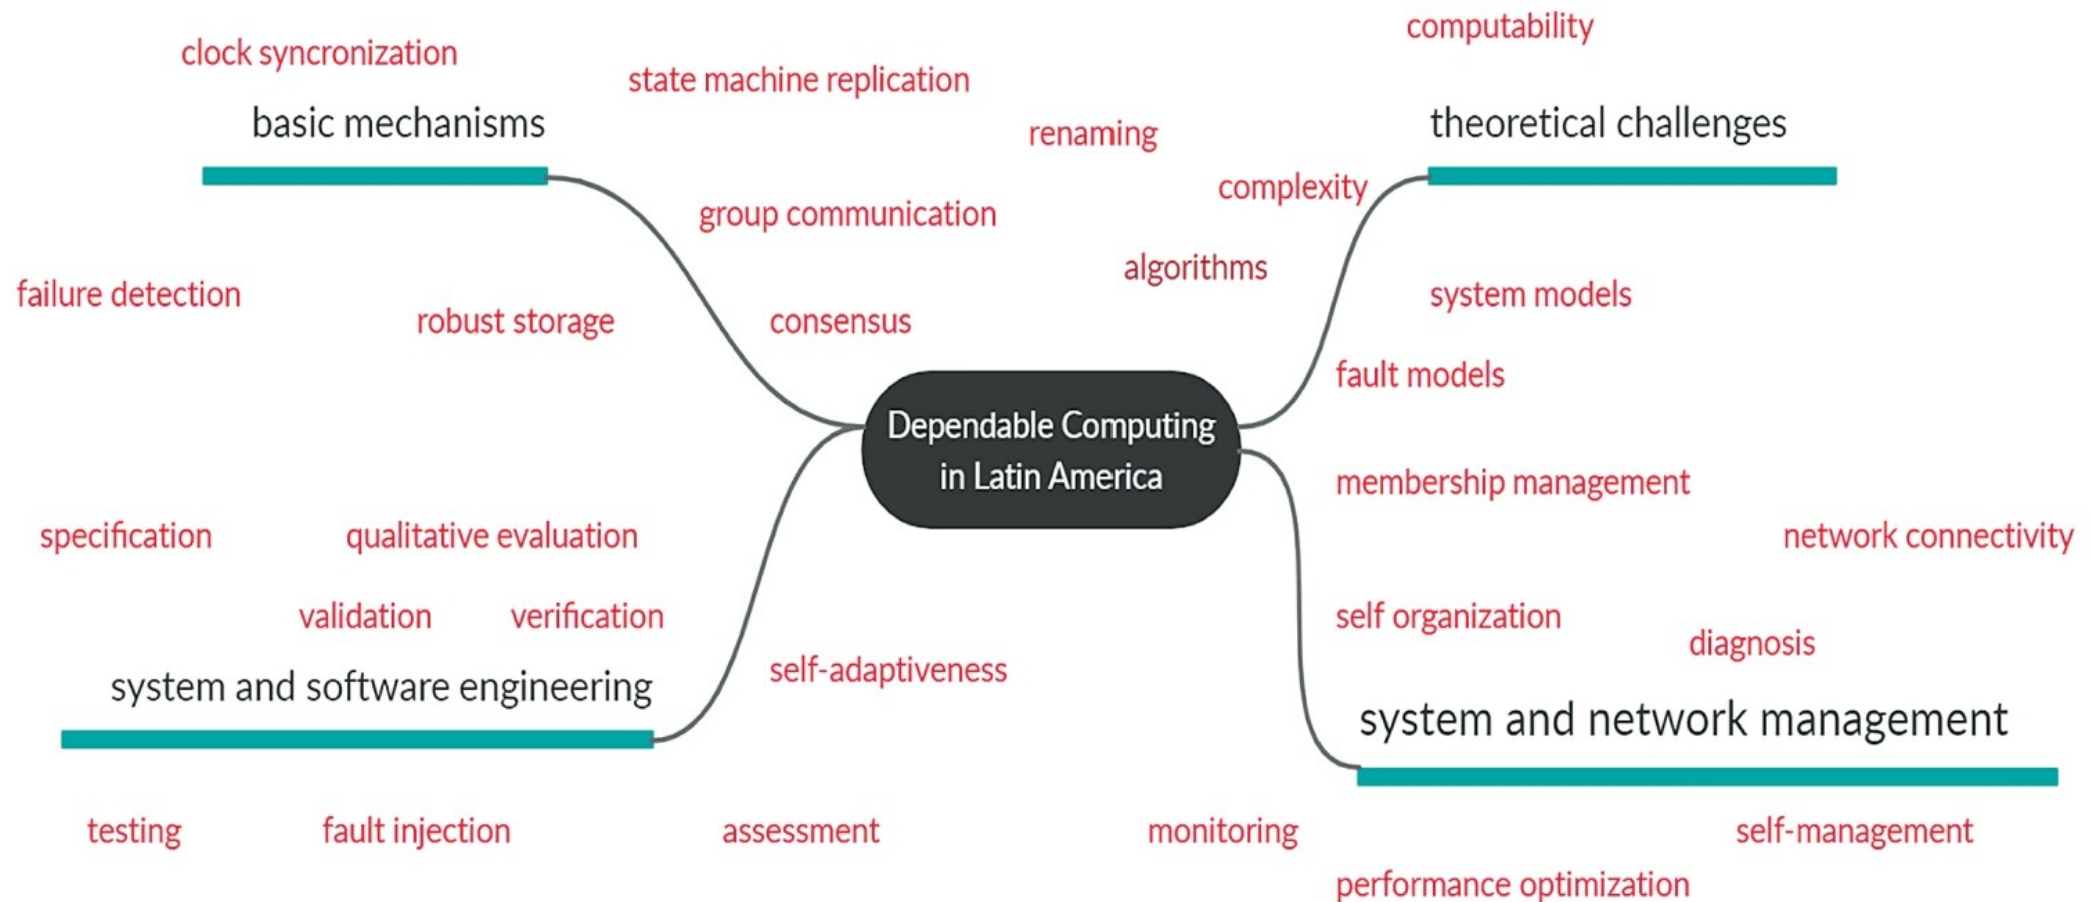 computability
clock syncronization
state machine replication
basic mechanisms
theoretical challenges
renaming
complexity
group communication
algorithms
failure detection
system models
robust storage
consensus
fault models
Dependable Computing
in Latin America
membership management
specification
qualitative evaluation
network connectivity
validation
verification
self organization
diagnosis
self-adaptiveness
system and software engineering
system and network management
testing
fault injection
assessment
monitoring
self-management
performance optimization